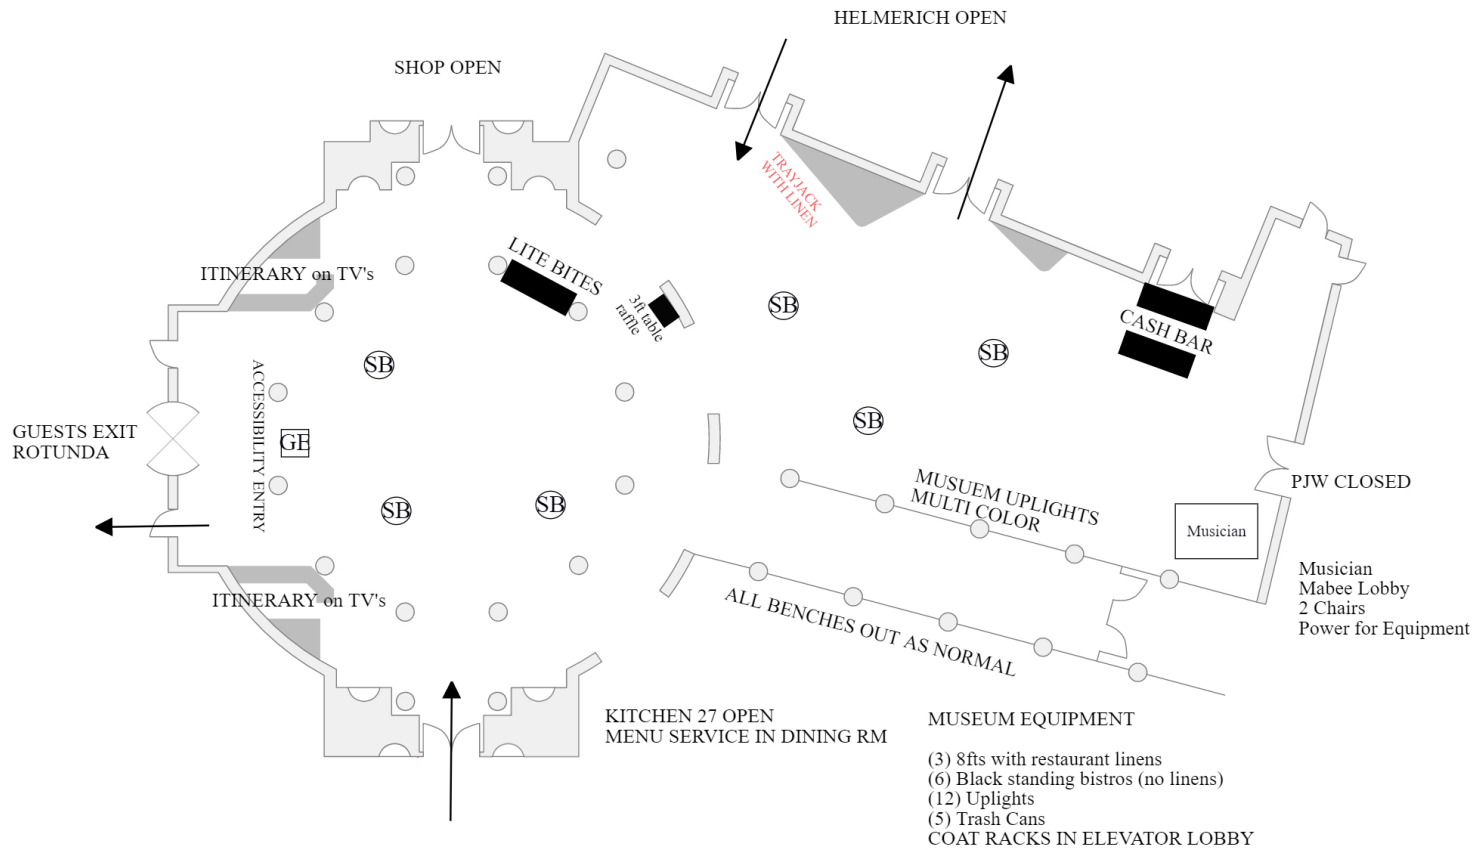 HELMERICH OPEN
SHOP OPEN
TRAYJACK
WITH LINEN
LITE BITES
ITINERARY on TV's
3ft table
raffle
SB
CASH BAR
SB
SB
ACCESSIBILITY ENTRY
SB
GUESTS EXIT
ROTUNDA
GE
MUSUEM UPLIGHTS
MULTI COLOR
PJW CLOSED
SB
SB
Musician
Musician
Mabee Lobby
2 Chairs
Power for Equipment
ITINERARY on TV's
ALL BENCHES OUT AS NORMAL
KITCHEN 27 OPEN
MENU SERVICE IN DINING RM
MUSEUM EQUIPMENT
(3) 8fts with restaurant linens
(6) Black standing bistros (no linens)
(12) Uplights
(5) Trash Cans
COAT RACKS IN ELEVATOR LOBBY